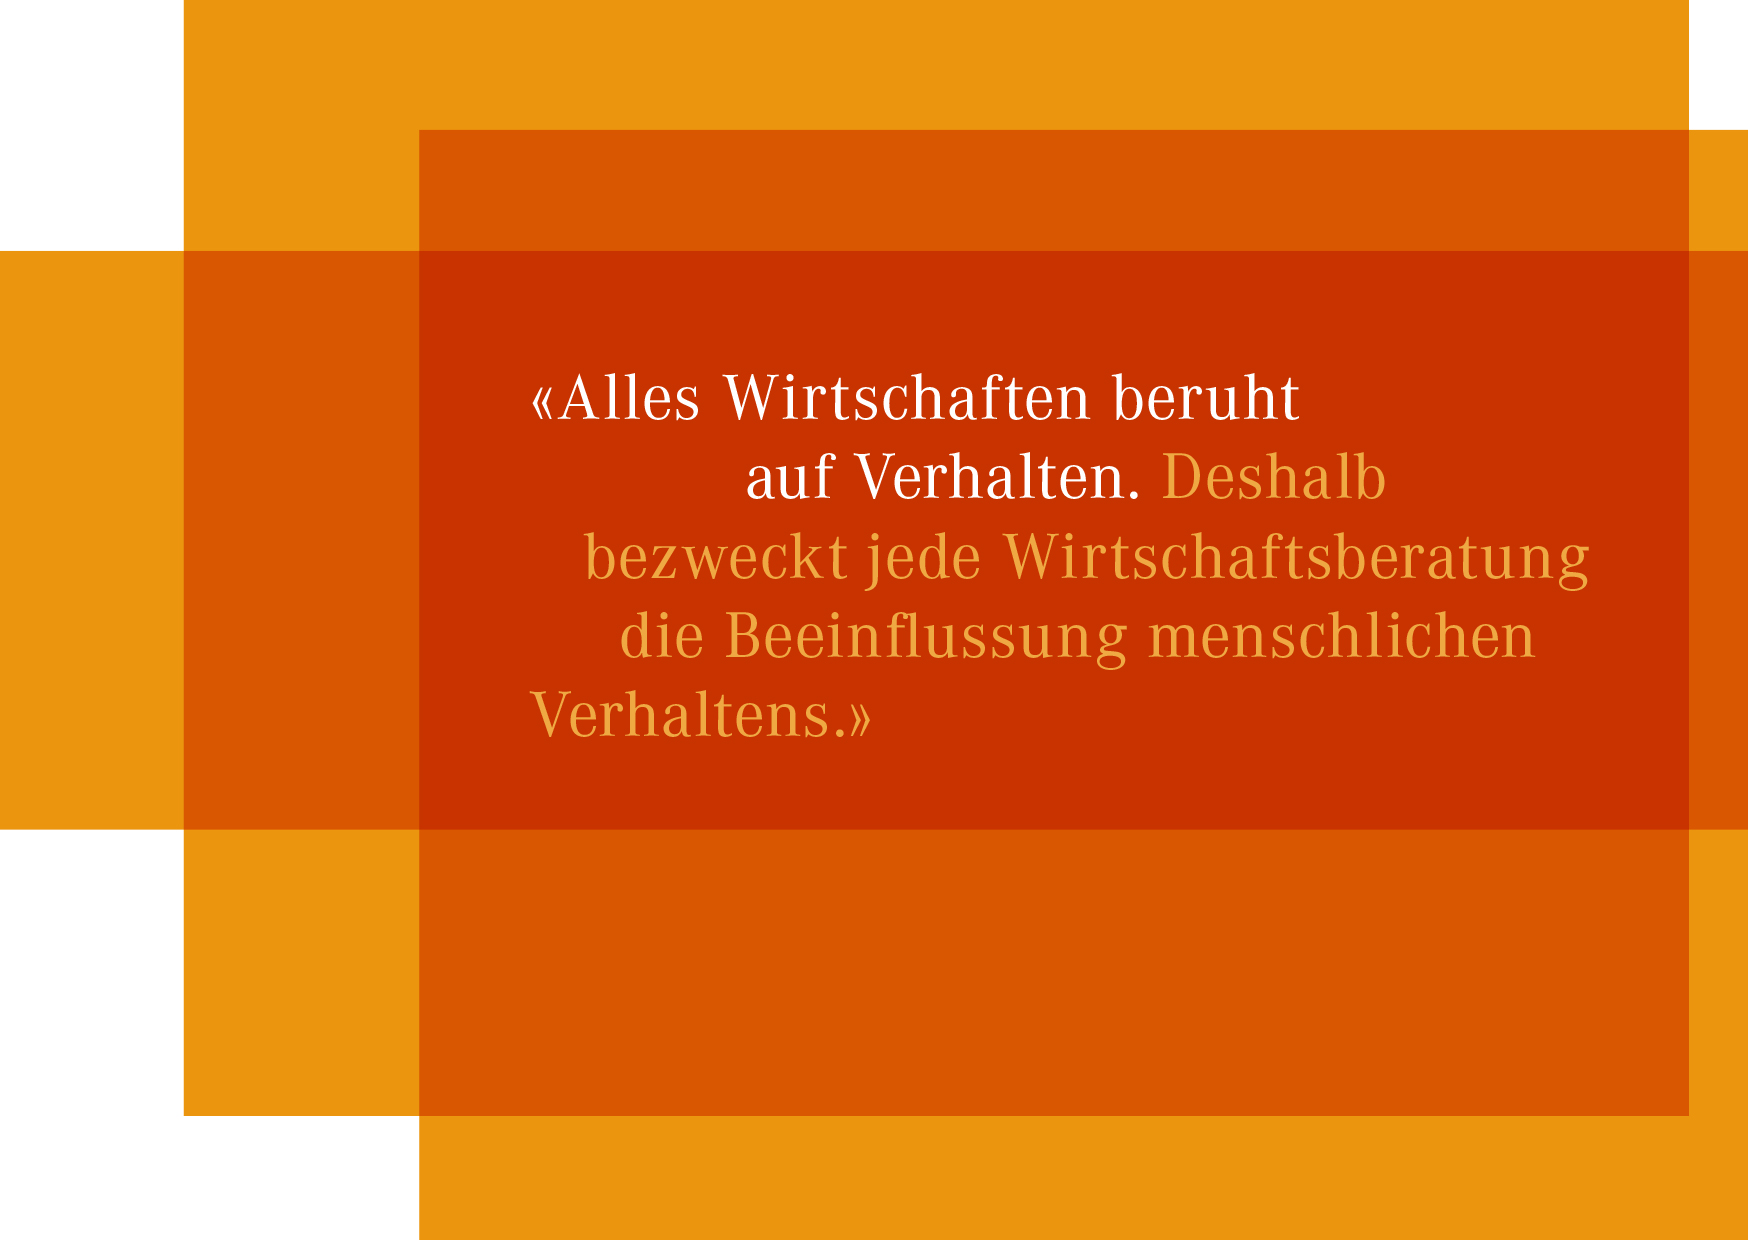 «Alles Wirtschaften beruht
auf Verhalten. Deshalb
bezweckt jede Wirtschaftsberatung
die Beeinflussung menschlichen
Verhaltens.»